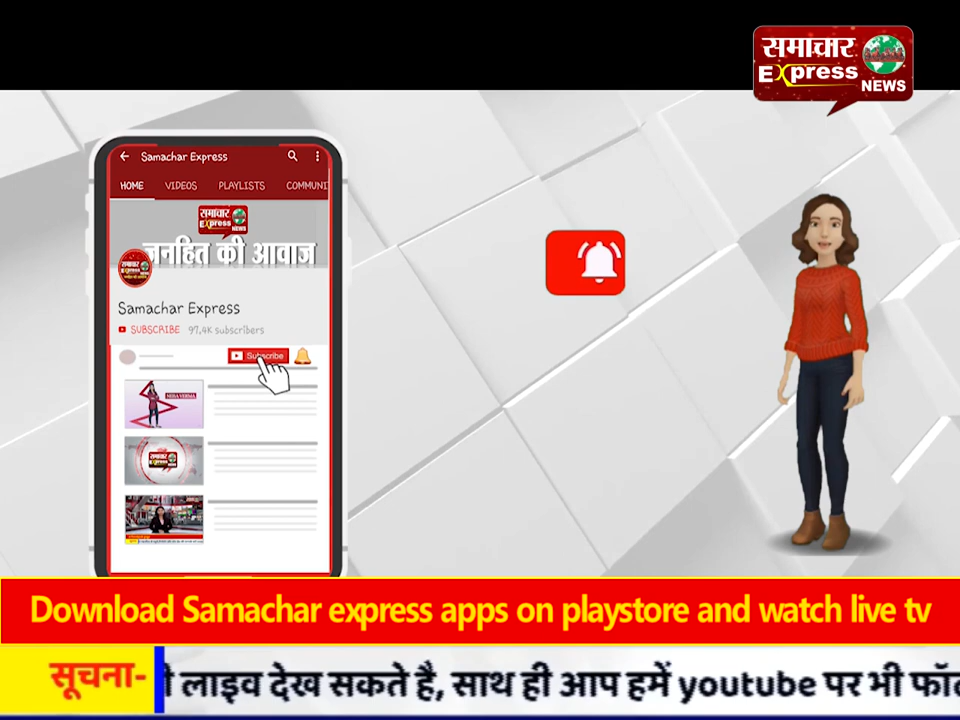 समाचार
Express
NEWS
Samachar Express
HOME VIDEOS PLAYLISTS COMMUNI
समाचार
Express
NEWS
जनहित की आवाज
Samachar Express
SUBSCRIBE 97.4K subscribers
Subscribe
Download Samachar express apps on playstore and watch live tv
सूचना- लाइव देख सकते है, साथ ही आप हमें youtube पर भी